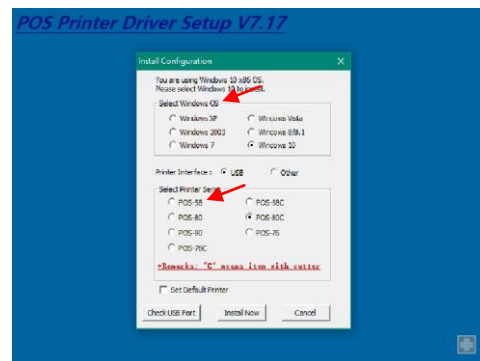 POS Printer Driver Setup V7.17
Install Configuration
You are using Windows 10 x86 OS.
Please select Windows 10 to install.
Select Windows OS
Windows XP Windows Vista
Windows 2003 Windows 8/8.1
Windows 7 Windows 10
Printer Interface : USB Other
Select Printer Series
POS-58 POS-58C
POS-80 POS-80C
POS-90 POS-76
POS-76C
*Remarks: "C" means item with cutter
Set Default Printer
Check USB Port Install Now Cancel